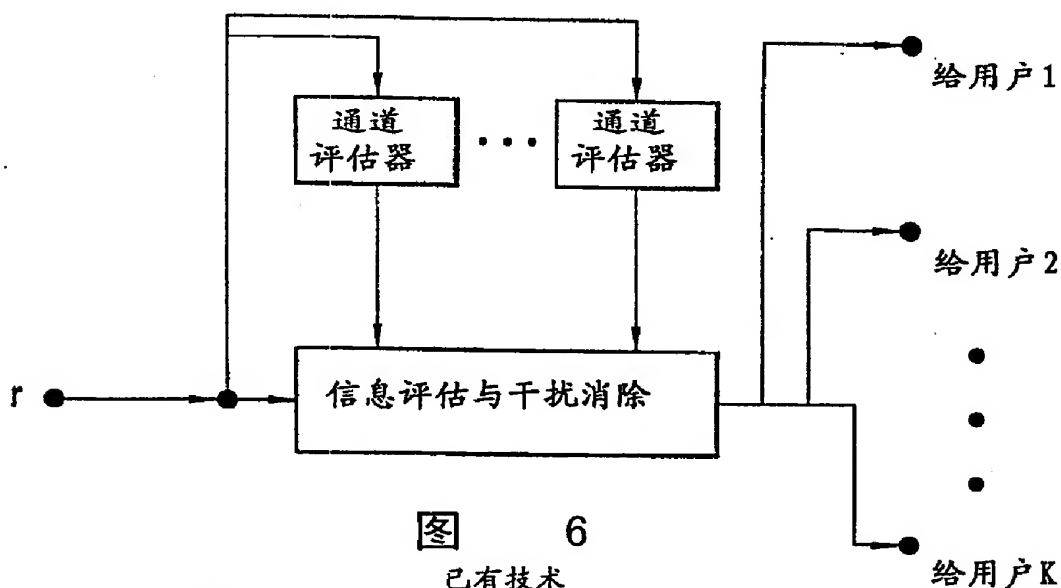 给用户1
通道
评估器
通道
评估器
给用户2
r
信息评估与干扰消除
图 6
已有技术
给用户K